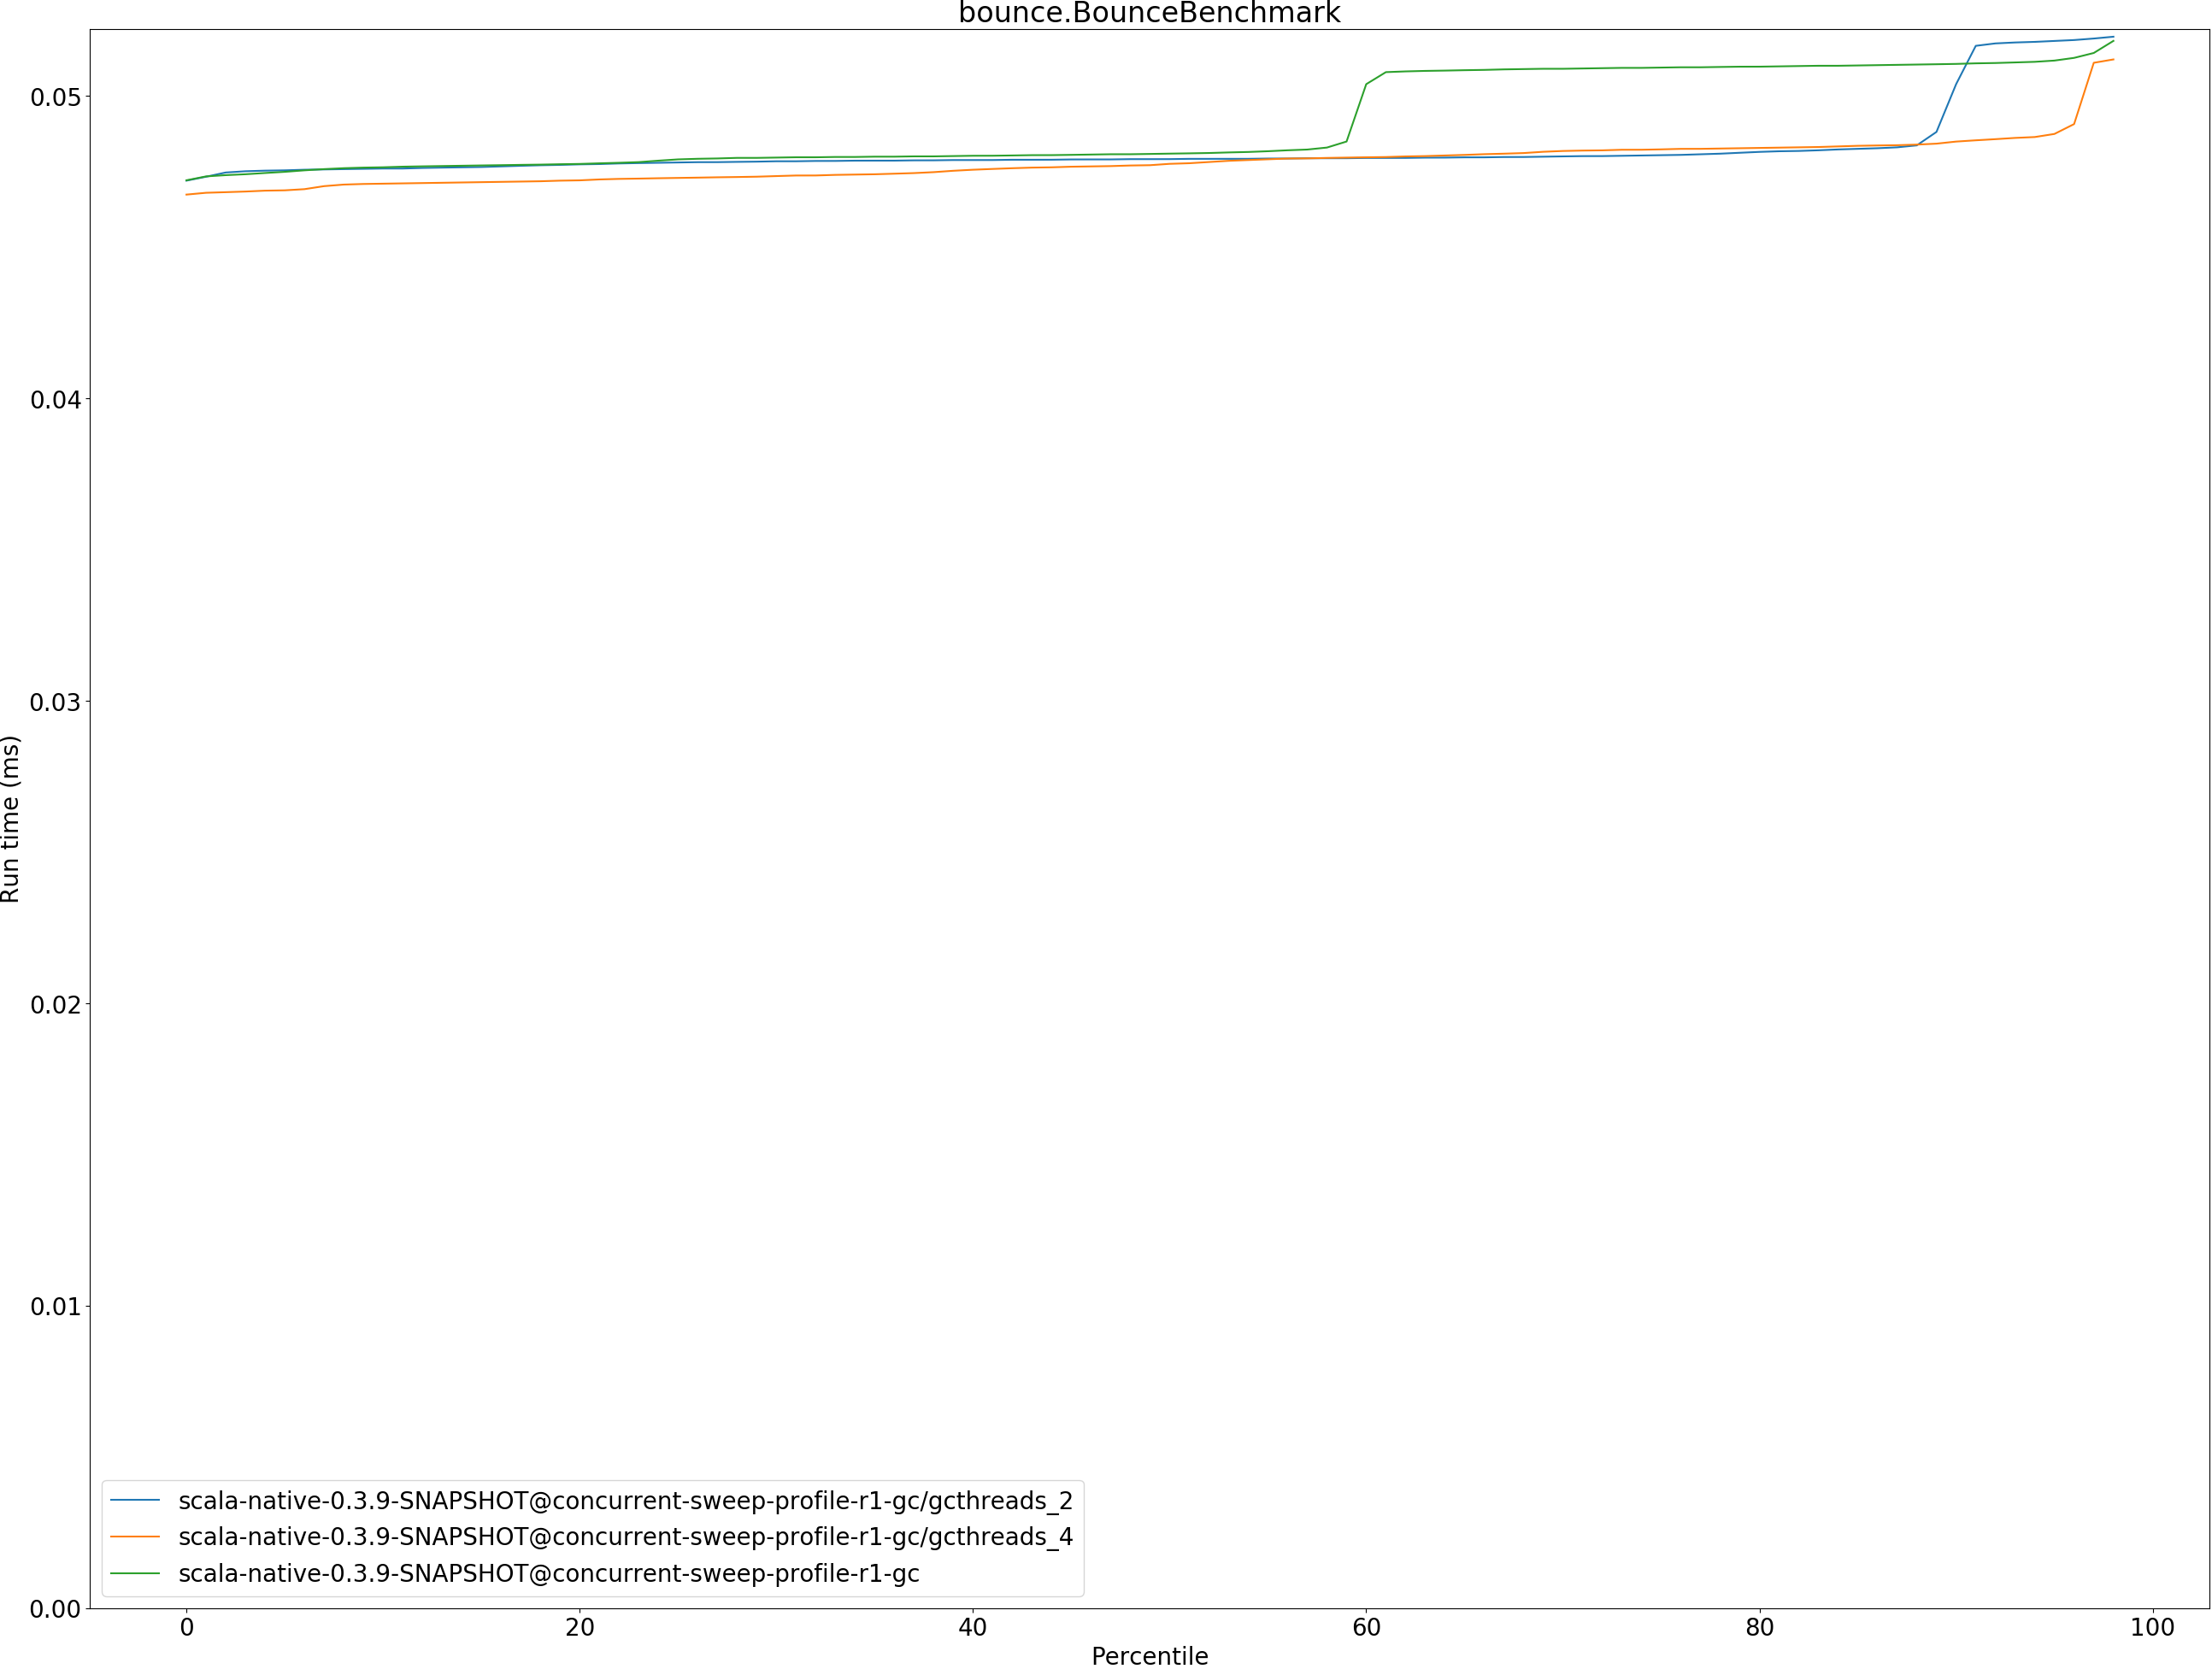 bounce.BounceBenchmark
Run time (ms)
0.05
0.04
0.03
0.02
0.01
0.00
scala-native-0.3.9-SNAPSHOT@concurrent-sweep-profile-r1-gc/gcthreads_2
scala-native-0.3.9-SNAPSHOT@concurrent-sweep-profile-r1-gc/gcthreads_4
scala-native-0.3.9-SNAPSHOT@concurrent-sweep-profile-r1-gc
0 20 40 60 80 100
Percentile